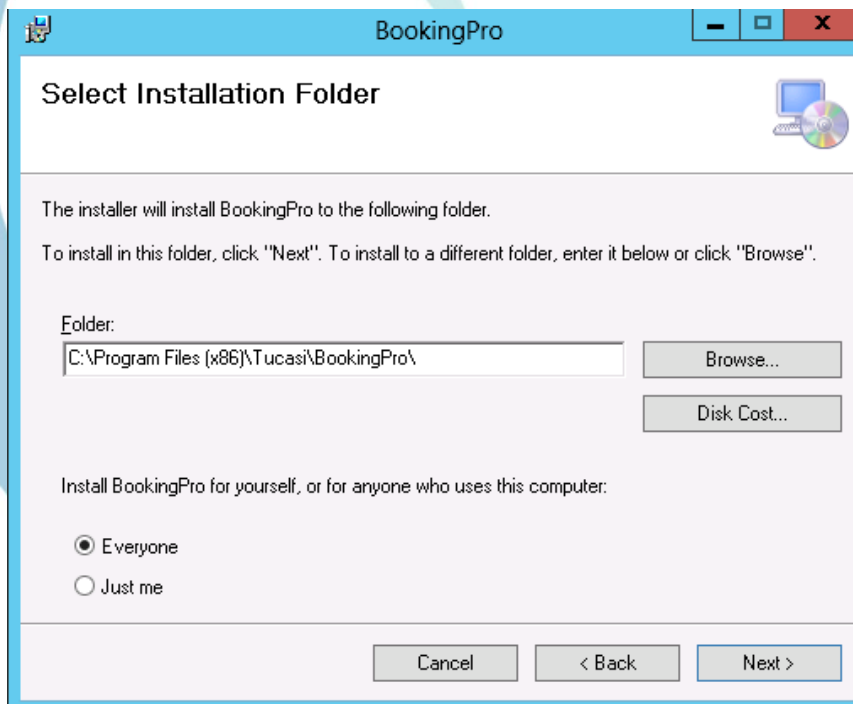 BookingPro
Select Installation Folder
The installer will install BookingPro to the following folder.
To install in this folder, click "Next". To install to a different folder, enter it below or click "Browse".
Folder:
C:\Program Files (x86)\Tucasi\BookingPro\
Browse...
Disk Cost...
Install BookingPro for yourself, or for anyone who uses this computer:
Everyone
Just me
Cancel
< Back
Next >